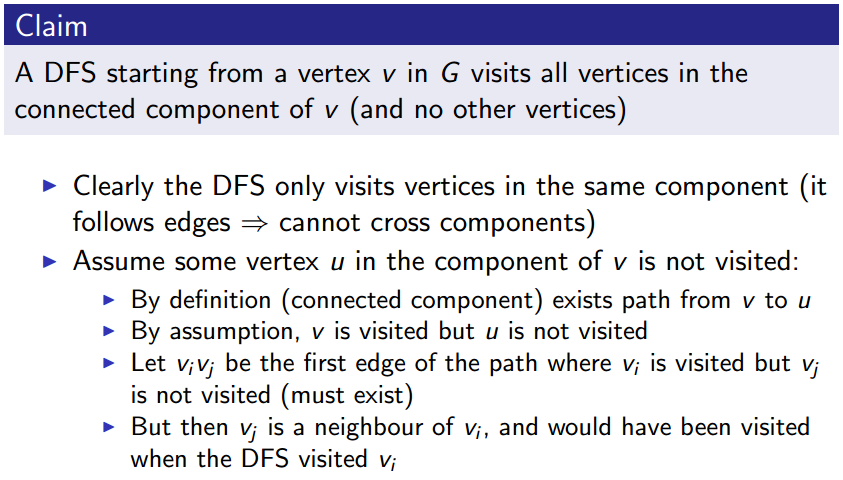 Claim
A DFS starting from a vertex v in G visits all vertices in the
connected component of v (and no other vertices)
▶ Clearly the DFS only visits vertices in the same component (it
follows edges ⇒ cannot cross components)
▶ Assume some vertex u in the component of v is not visited:
▶ By definition (connected component) exists path from v to u
▶ By assumption, v is visited but u is not visited
▶ Let vᵢvⱼ be the first edge of the path where vᵢ is visited but vⱼ
is not visited (must exist)
▶ But then vⱼ is a neighbour of vᵢ, and would have been visited
when the DFS visited vᵢ